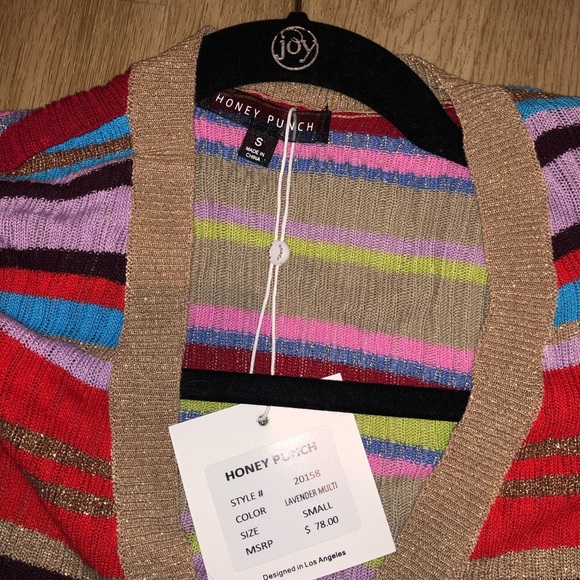 joy
HONEY PUNCH
S
MADE IN
CHINA
HONEY PUNCH
STYLE # 20158
COLOR LAVENDER MULTI
SIZE SMALL
MSRP $ 78.00
Designed in Los Angeles